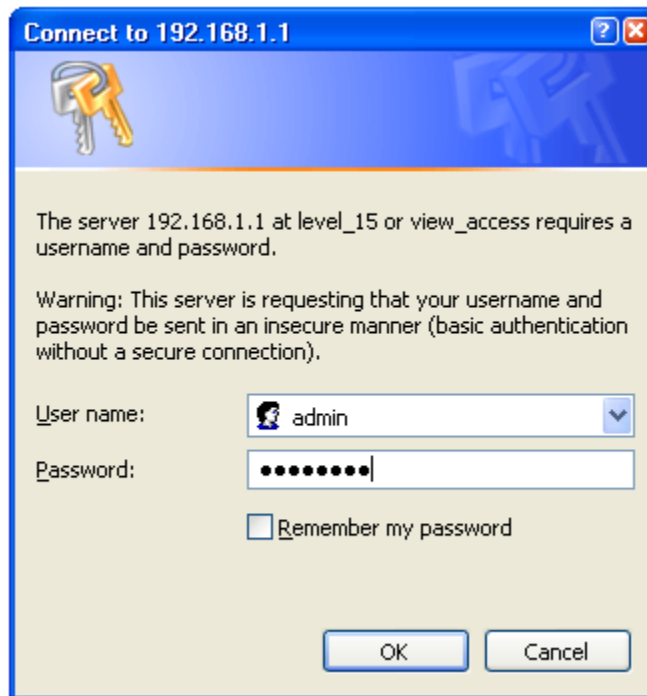 Connect to 192.168.1.1
The server 192.168.1.1 at level_15 or view_access requires a
username and password.
Warning: This server is requesting that your username and
password be sent in an insecure manner (basic authentication
without a secure connection).
User name:
admin
Password:
●●●●●●●●
Remember my password
OK
Cancel